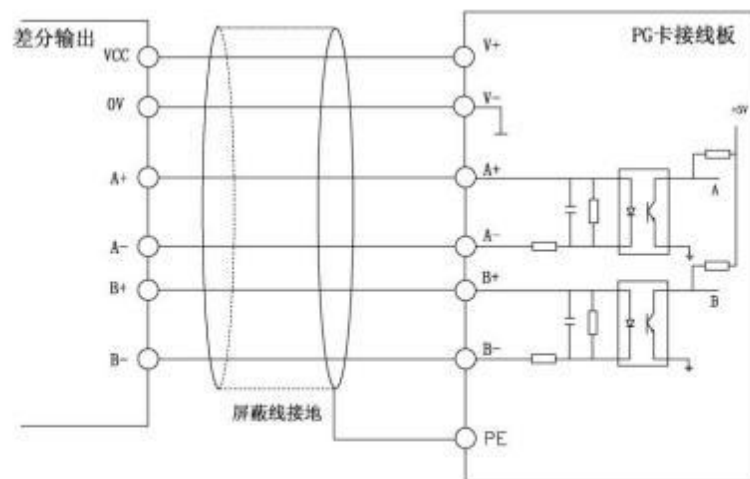 差分输出
PG卡接线板
VCC
V+
0V
V-
+5V
A+
A+
A
A-
A-
B+
B+
B
B-
B-
屏蔽线接地
PE